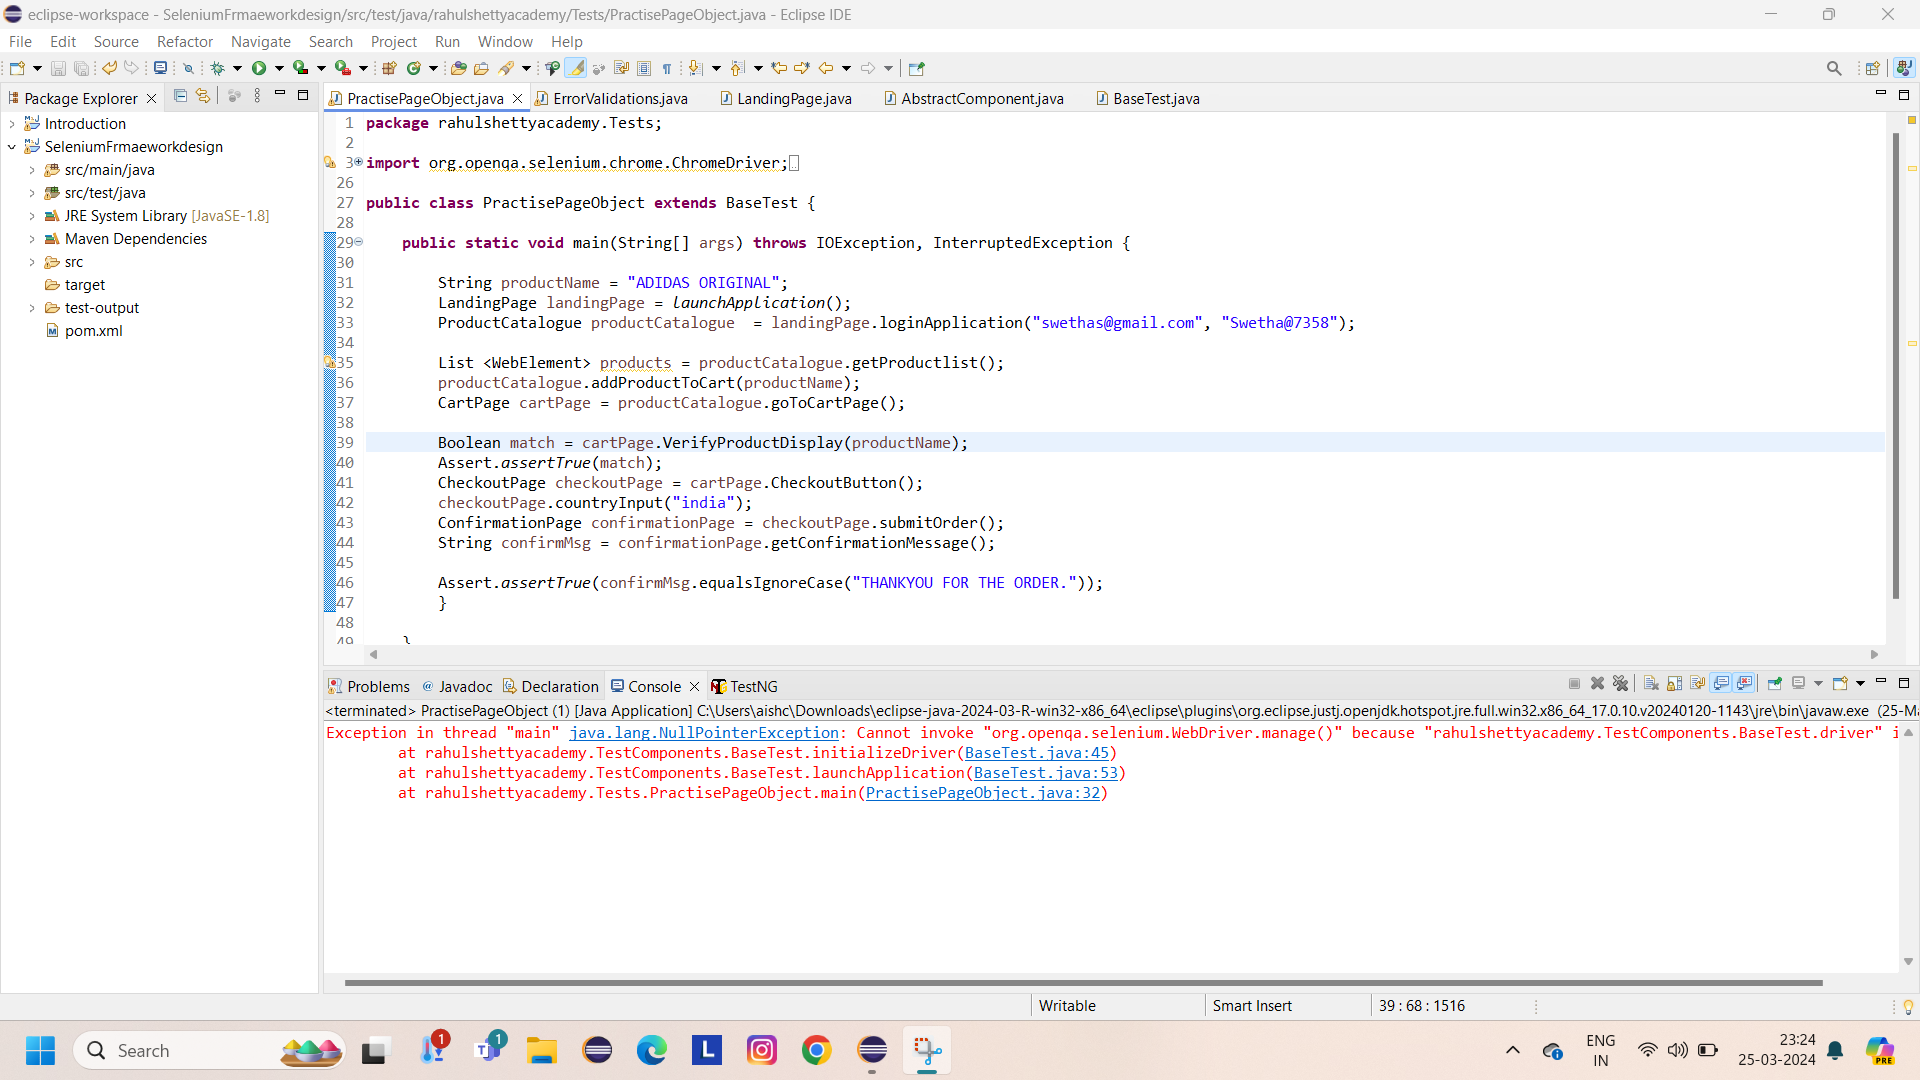 eclipse-workspace - SeleniumFrmaeworkdesign/src/test/java/rahulshettyacademy/Tests/PractisePageObject.java - Eclipse IDE
File Edit Source Refactor Navigate Search Project Run Window Help
Package Explorer
PractisePageObject.java ErrorValidations.java LandingPage.java AbstractComponent.java BaseTest.java
Introduction
SeleniumFrmaeworkdesign
src/main/java
src/test/java
JRE System Library [JavaSE-1.8]
Maven Dependencies
src
target
test-output
pom.xml
1 package rahulshettyacademy.Tests;
2
3 import org.openqa.selenium.chrome.ChromeDriver;
26
27 public class PractisePageObject extends BaseTest {
28
29 public static void main(String[] args) throws IOException, InterruptedException {
30
31 String productName = "ADIDAS ORIGINAL";
32 LandingPage landingPage = launchApplication();
33 ProductCatalogue productCatalogue = landingPage.loginApplication("swethas@gmail.com", "Swetha@7358");
34
35 List <WebElement> products = productCatalogue.getProductlist();
36 productCatalogue.addProductToCart(productName);
37 CartPage cartPage = productCatalogue.goToCartPage();
38
39 Boolean match = cartPage.VerifyProductDisplay(productName);
40 Assert.assertTrue(match);
41 CheckoutPage checkoutPage = cartPage.CheckoutButton();
42 checkoutPage.countryInput("india");
43 ConfirmationPage confirmationPage = checkoutPage.submitOrder();
44 String confirmMsg = confirmationPage.getConfirmationMessage();
45
46 Assert.assertTrue(confirmMsg.equalsIgnoreCase("THANKYOU FOR THE ORDER."));
47 }
48
49 }
Problems @ Javadoc Declaration Console TestNG
<terminated> PractisePageObject (1) [Java Application] C:\Users\aishc\Downloads\eclipse-java-2024-03-R-win32-x86_64\eclipse\plugins\org.eclipse.justj.openjdk.hotspot.jre.full.win32.x86_64_17.0.10.v20240120-1143\jre\bin\javaw.exe (25-Ma
Exception in thread "main" java.lang.NullPointerException: Cannot invoke "org.openqa.selenium.WebDriver.manage()" because "rahulshettyacademy.TestComponents.BaseTest.driver" i
at rahulshettyacademy.TestComponents.BaseTest.initializeDriver(BaseTest.java:45)
at rahulshettyacademy.TestComponents.BaseTest.launchApplication(BaseTest.java:53)
at rahulshettyacademy.Tests.PractisePageObject.main(PractisePageObject.java:32)
Writable Smart Insert 39 : 68 : 1516
Search 1 1 L ENG 23:24
IN 25-03-2024 PRE